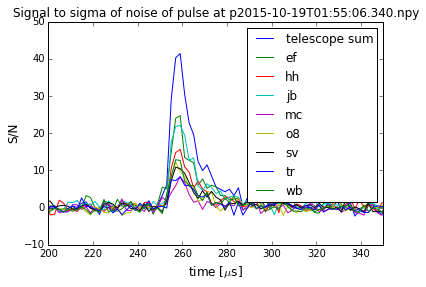 Signal to sigma of noise of pulse at p2015-10-19T01:55:06.340.npy
50
40
30
20
10
0
−10
S/N
telescope sum
ef
hh
jb
mc
o8
sv
tr
wb
200 220 240 260 280 300 320 340
time [μs]